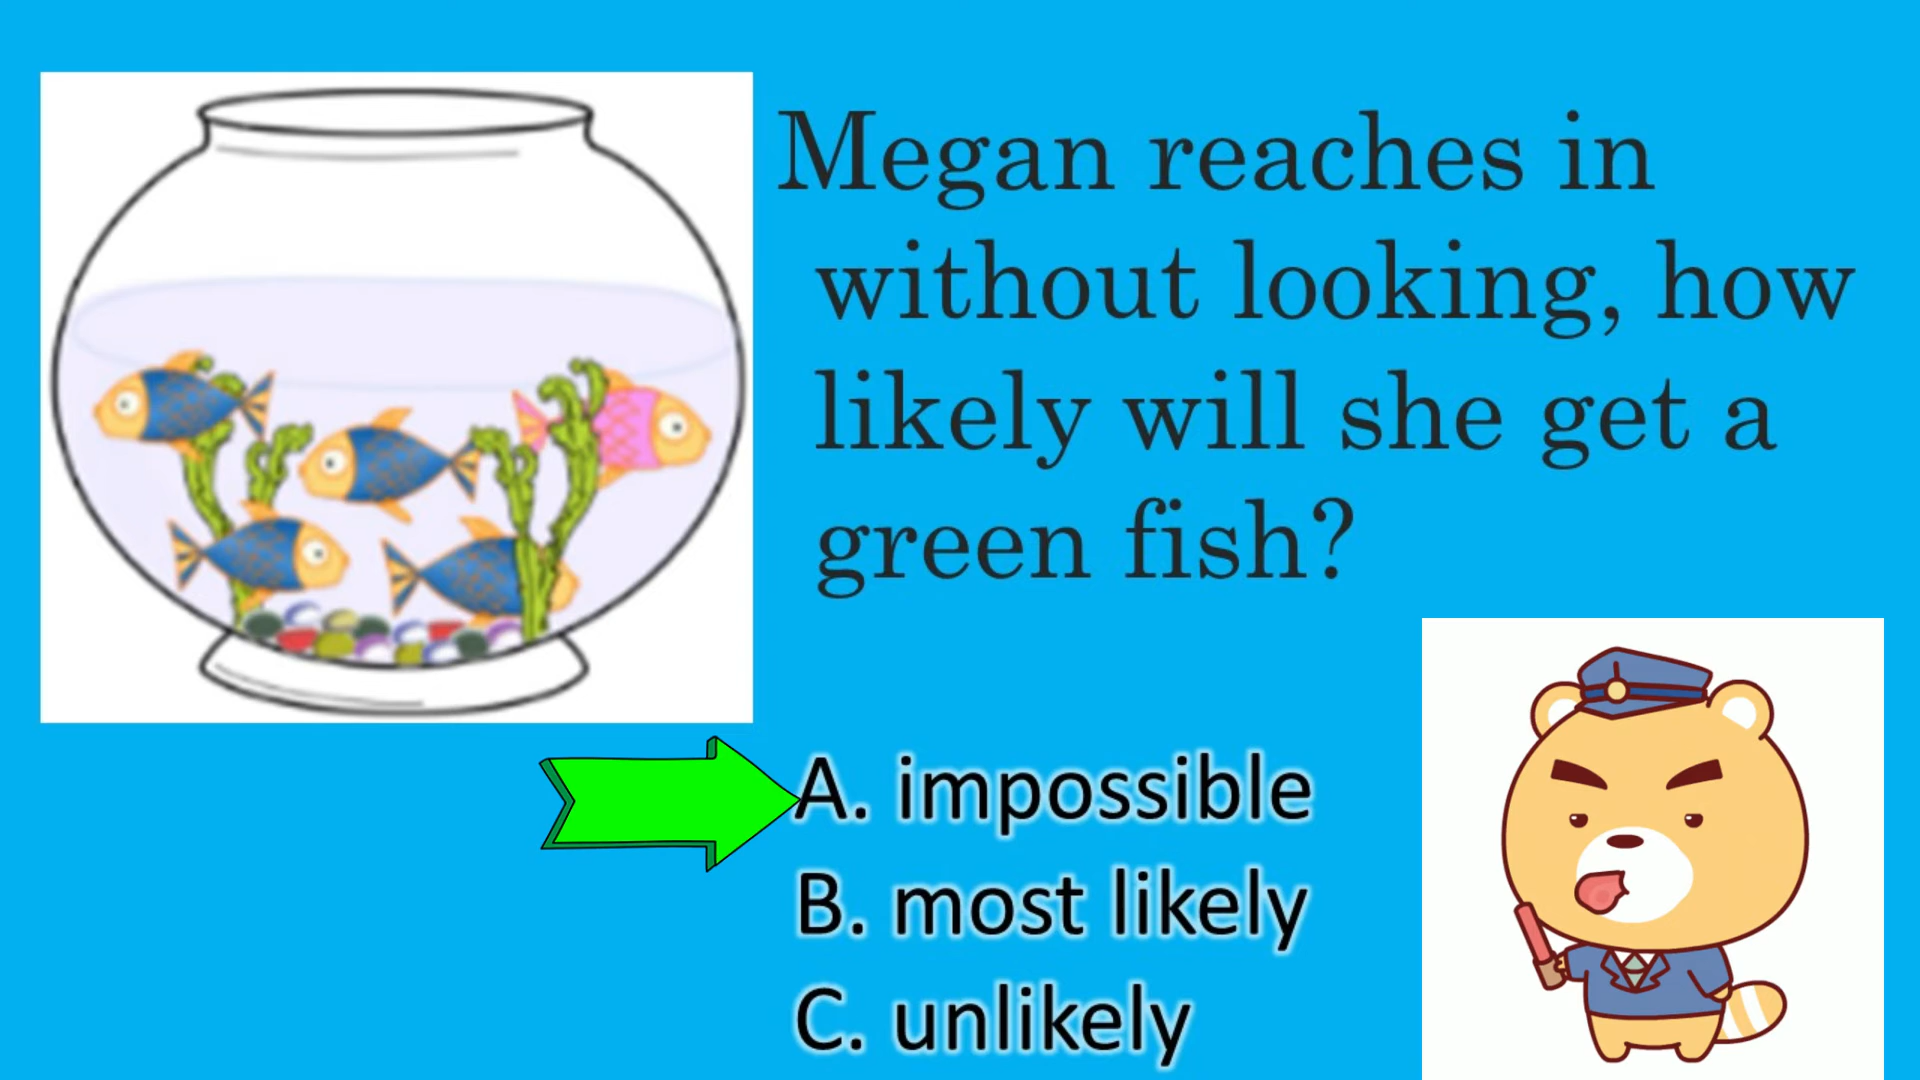 Megan reaches in
without looking, how
likely will she get a
green fish?
A. impossible
B. most likely
C. unlikely